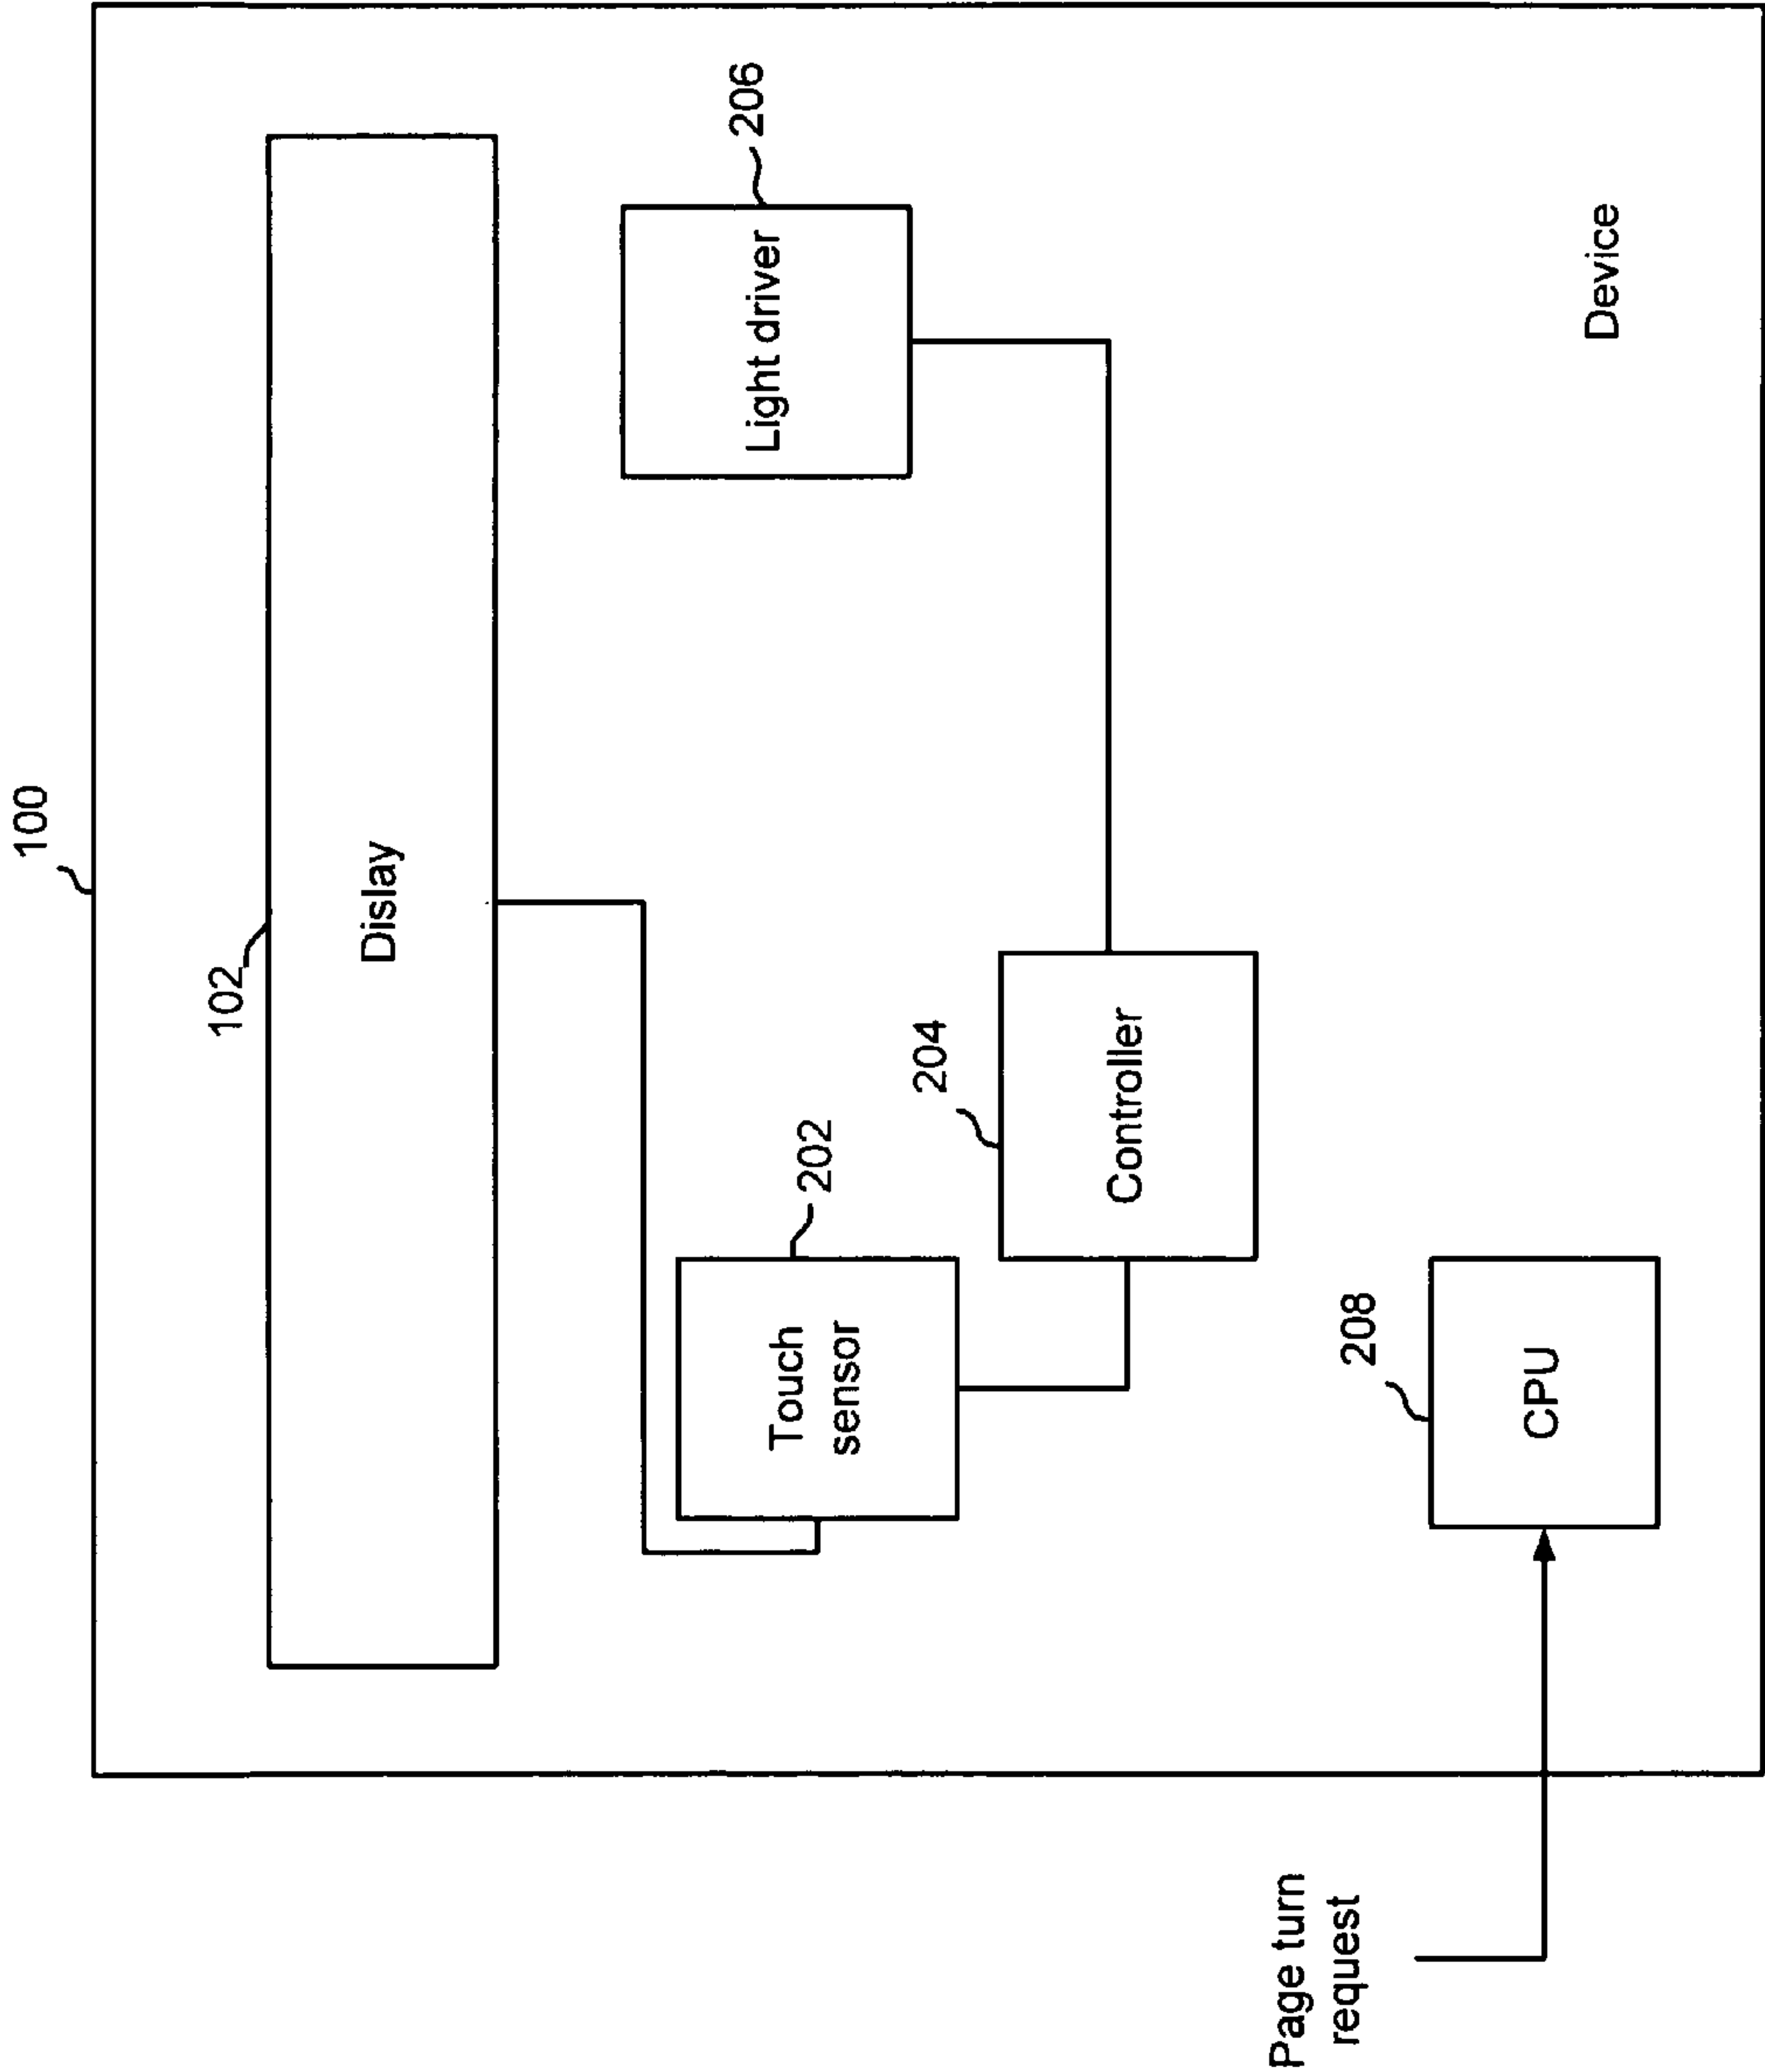 100
102
Dislay
206
Light driver
202
Touch
sensor
204
Controller
208
CPU
Page turn
request
Device